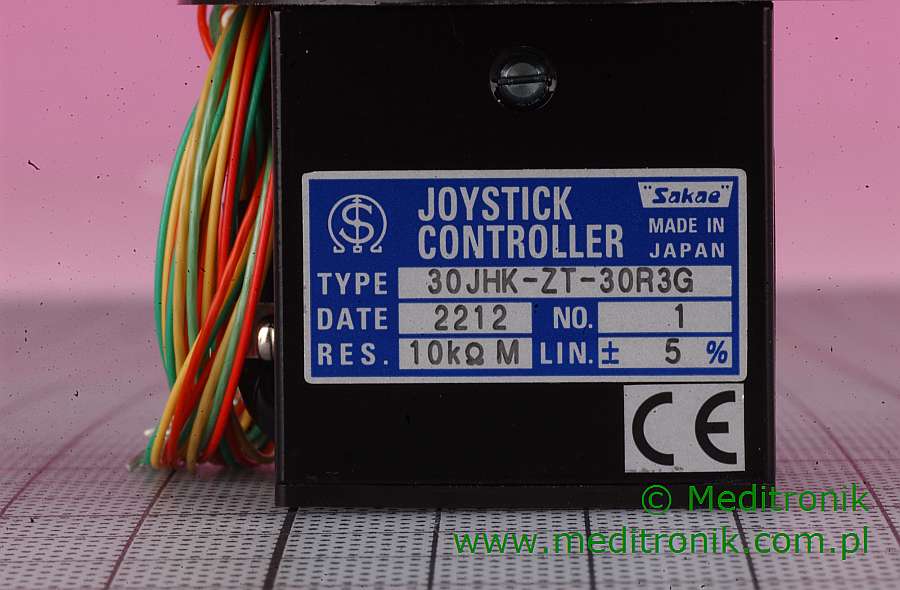 JOYSTICK
CONTROLLER
"Sakae"
MADE IN
JAPAN
TYPE 30JHK-ZT-30R3G
DATE 2212 NO. 1
RES. 10kΩ M LIN. ± 5 %
CE
© Meditronik
www.meditronik.com.pl